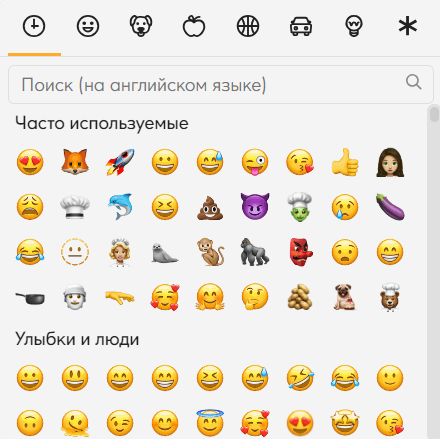 Поиск (на английском языке)
Часто используемые
Улыбки и люди